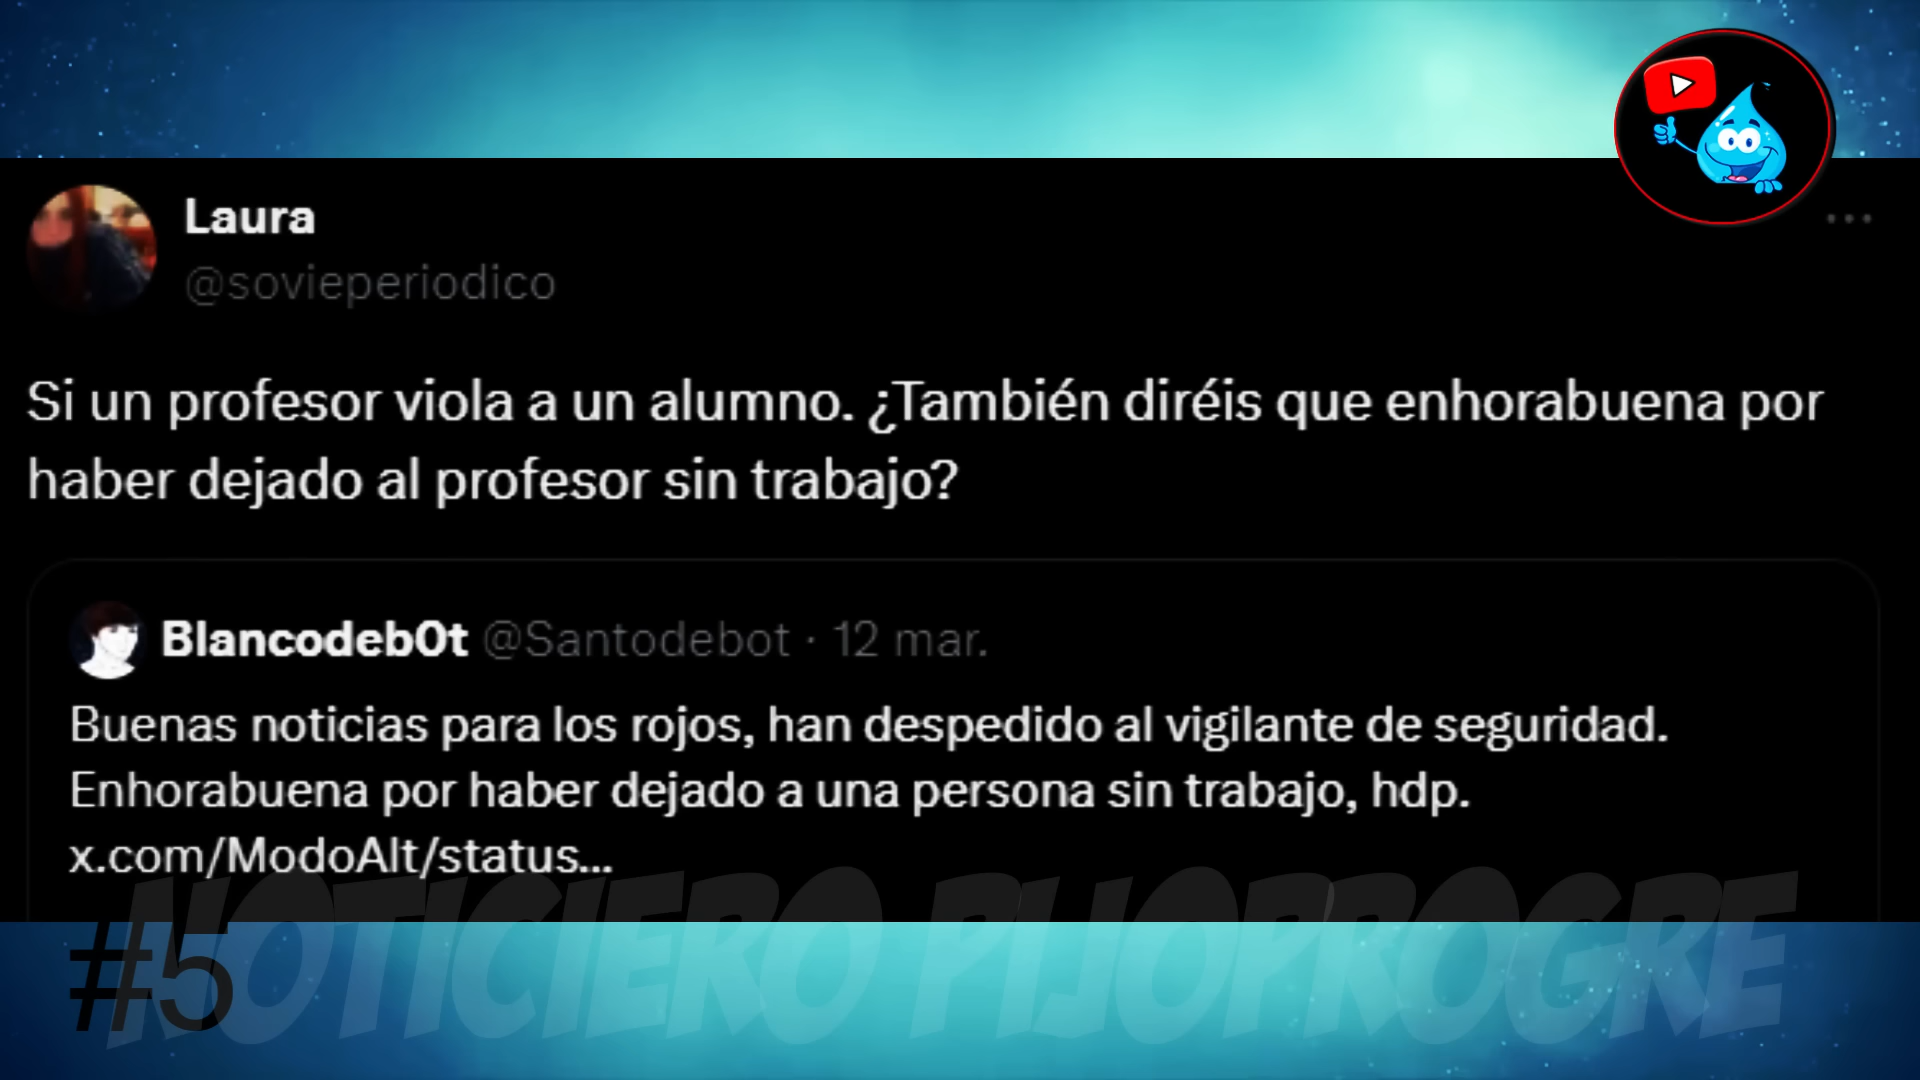 Laura
@sovieperiodico
Si un profesor viola a un alumno. ¿También diréis que enhorabuena por
haber dejado al profesor sin trabajo?
Blancodeb0t @Santodebot · 12 mar.
Buenas noticias para los rojos, han despedido al vigilante de seguridad.
Enhorabuena por haber dejado a una persona sin trabajo, hdp.
x.com/ModoAlt/status...
#5
NOTICIERO PIJOPROGRE